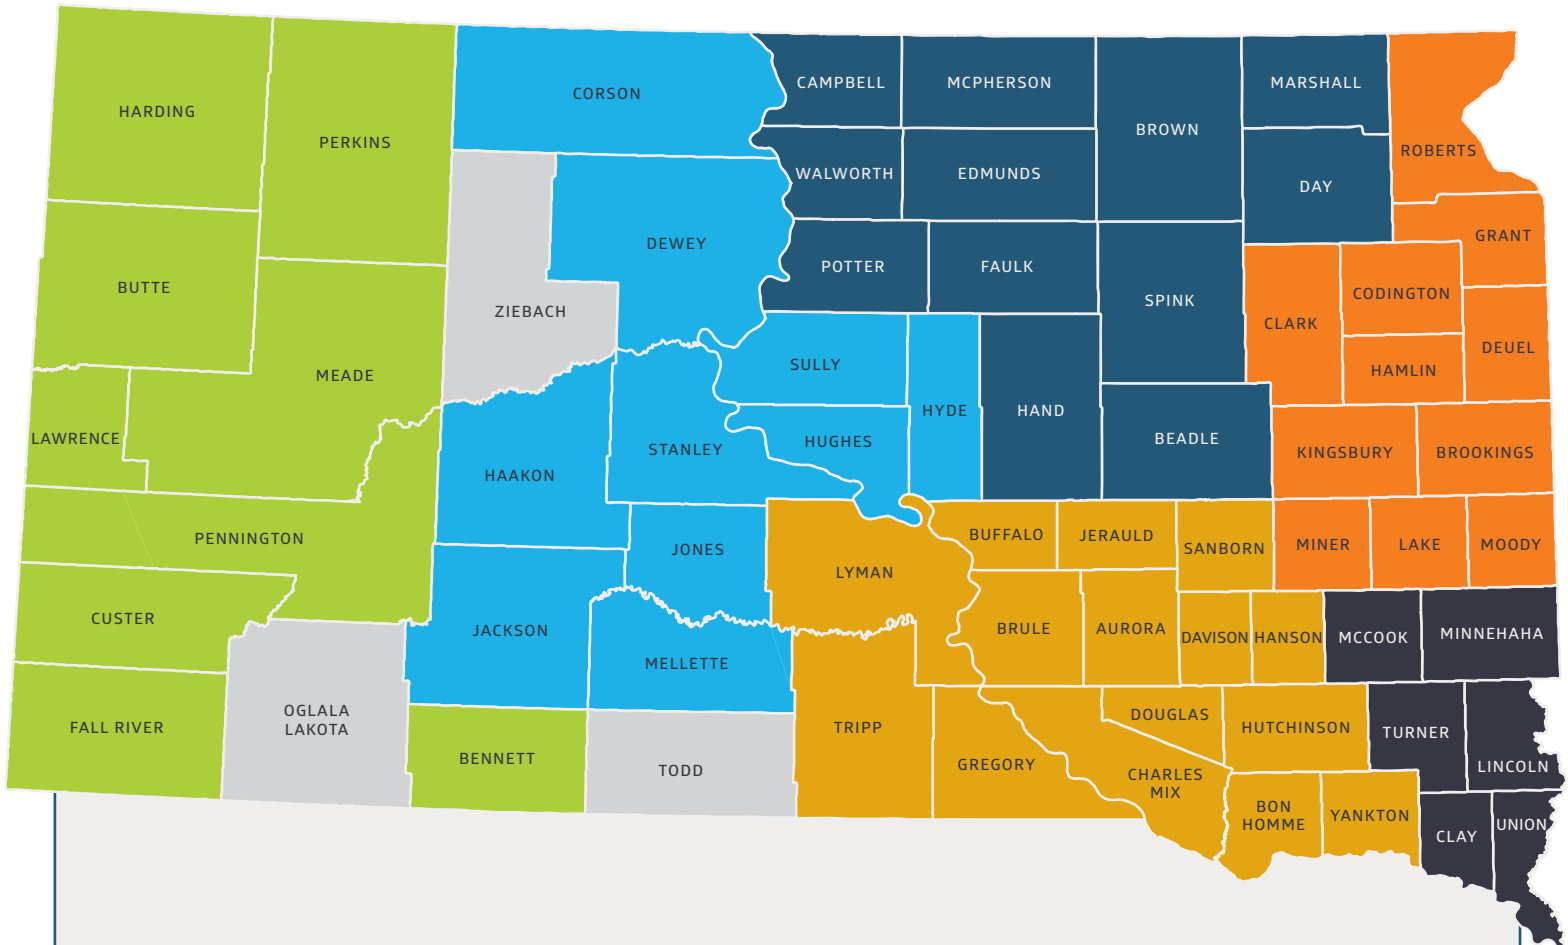 HARDING
PERKINS
CORSON
CAMPBELL
MCPHERSON
BROWN
MARSHALL
ROBERTS
WALWORTH
EDMUNDS
DAY
BUTTE
ZIEBACH
DEWEY
POTTER
FAULK
SPINK
GRANT
CLARK
CODINGTON
HAMLIN
DEUEL
MEADE
LAWRENCE
SULLY
HYDE
HAND
BEADLE
HAAKON
STANLEY
HUGHES
KINGSBURY
BROOKINGS
PENNINGTON
JONES
LYMAN
BUFFALO
JERAULD
SANBORN
MINER
LAKE
MOODY
CUSTER
JACKSON
MELLETTE
BRULE
AURORA
DAVISON
HANSON
MCCOOK
MINNEHAHA
FALL RIVER
OGLALA
LAKOTA
BENNETT
TODD
TRIPP
GREGORY
CHARLES
MIX
DOUGLAS
HUTCHINSON
TURNER
LINCOLN
BON
HOMME
YANKTON
CLAY
UNION